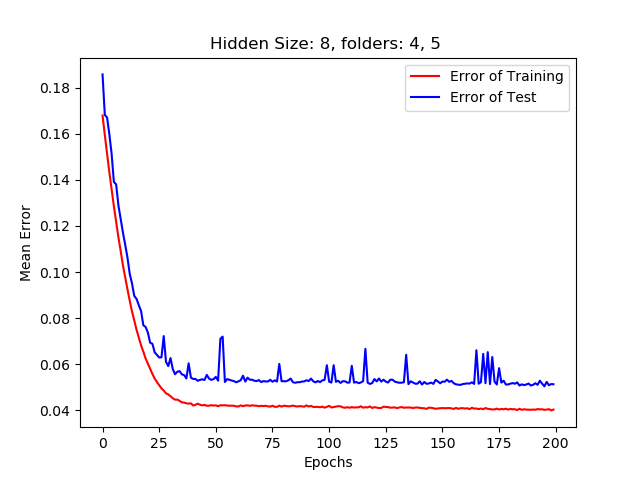 Hidden Size: 8, folders: 4, 5
Error of Training
Error of Test
Mean Error
0.18
0.16
0.14
0.12
0.10
0.08
0.06
0.04
0 25 50 75 100 125 150 175 200
Epochs